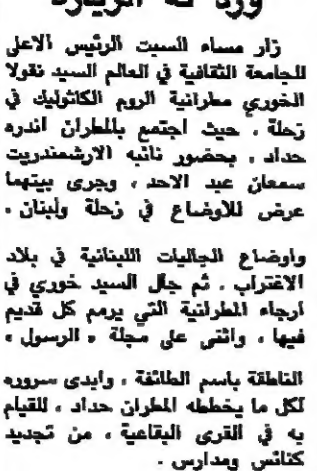 زار مساء السبت الرئيس الاعلى
للجامعة الثقافية في العالم السيد نقولا
الخوري مطرانية الروم الكاثوليك في
زحلة ، حيث اجتمع بالمطران اندره
حداد ، بحضور نائبه الارشمندريت
سمعان عبد الاحد ، وجرى بينهما
عرض للاوضاع في زحلة ولبنان ،
واوضاع الجاليات اللبنانية في بلاد
الاغتراب . ثم جال السيد خوري في
ارجاء المطرانية التي يرمم كل قديم
فيها ، واثنى على مجلة « الرسول »
الناطقة باسم الطائفة ، وابدى سروره
لكل ما يخططه المطران حداد ، للقيام
به في القرى البقاعية ، من تجديد
كنائس ومدارس .